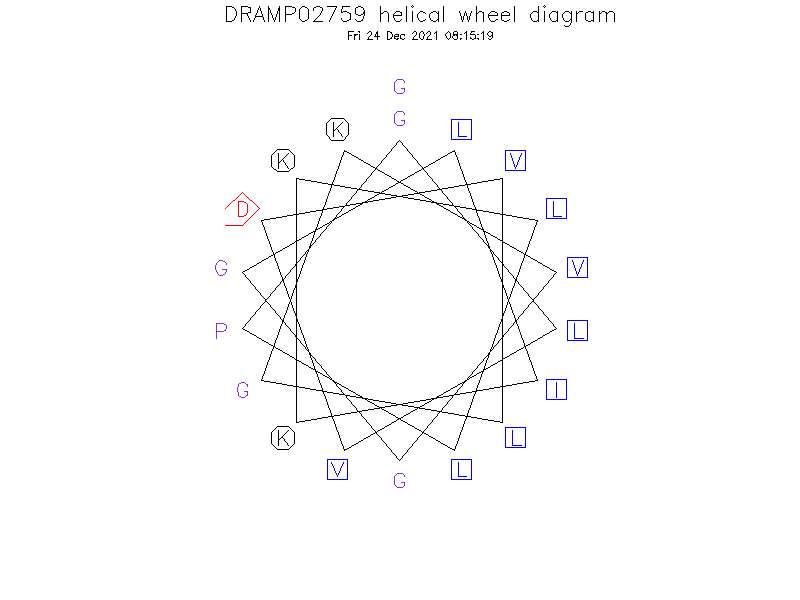 DRAMP02759 helical wheel diagram
Fri 24 Dec 2021 08:15:19
G
K G L
K V
D L
G V
P L
G I
K L
V G L